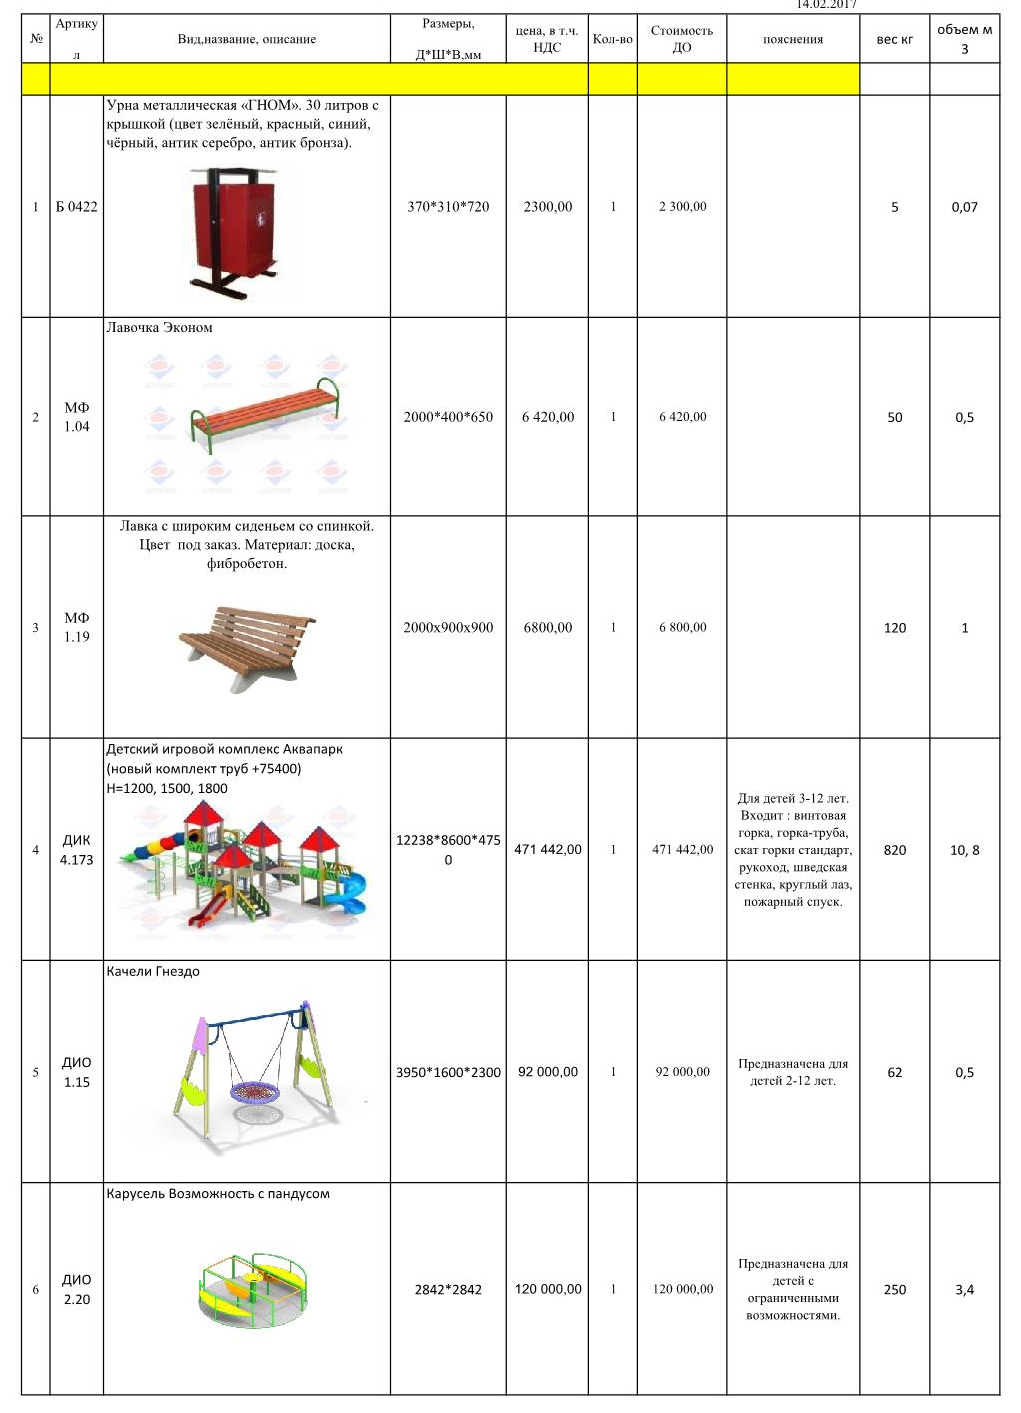 14.02.2017
№
Артику
л
Вид,название, описание
Размеры,
Д*Ш*В,мм
цена, в т.ч.
НДС
Кол-во
Стоимость
ДО
пояснения
вес кг
объем м
3
1
Б 0422
Урна металлическая «ГНОМ». 30 литров с
крышкой (цвет зелёный, красный, синий,
чёрный, антик серебро, антик бронза).
370*310*720
2300,00
1
2 300,00
5
0,07
2
МФ
1.04
Лавочка Эконом
2000*400*650
6 420,00
1
6 420,00
50
0,5
3
МФ
1.19
Лавка с широким сиденьем со спинкой.
Цвет под заказ. Материал: доска,
фибробетон.
2000х900х900
6800,00
1
6 800,00
120
1
4
ДИК
4.173
Детский игровой комплекс Аквапарк
(новый комплект труб +75400)
Н=1200, 1500, 1800
12238*8600*475
0
471 442,00
1
471 442,00
Для детей 3-12 лет.
Входит : винтовая
горка, горка-труба,
скат горки стандарт,
рукоход, шведская
стенка, круглый лаз,
пожарный спуск.
820
10, 8
5
ДИО
1.15
Качели Гнездо
3950*1600*2300
92 000,00
1
92 000,00
Предназначена для
детей 2-12 лет.
62
0,5
6
ДИО
2.20
Карусель Возможность с пандусом
2842*2842
120 000,00
1
120 000,00
Предназначена для
детей с
ограниченными
возможностями.
250
3,4